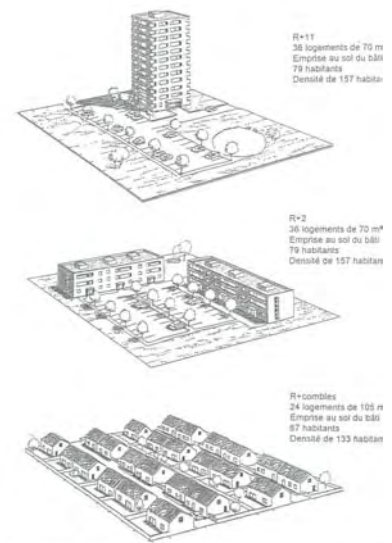 R+11
36 logements de 70 m
Emprise au sol du bâti
79 habitants
Densité de 157 habita
R+2
36 logements de 70 m²
Emprise au sol du bâti
79 habitants
Densité de 157 habitan
R+combles
24 logements de 105 m
Emprise au sol du bâti
67 habitants
Densité de 133 habitan